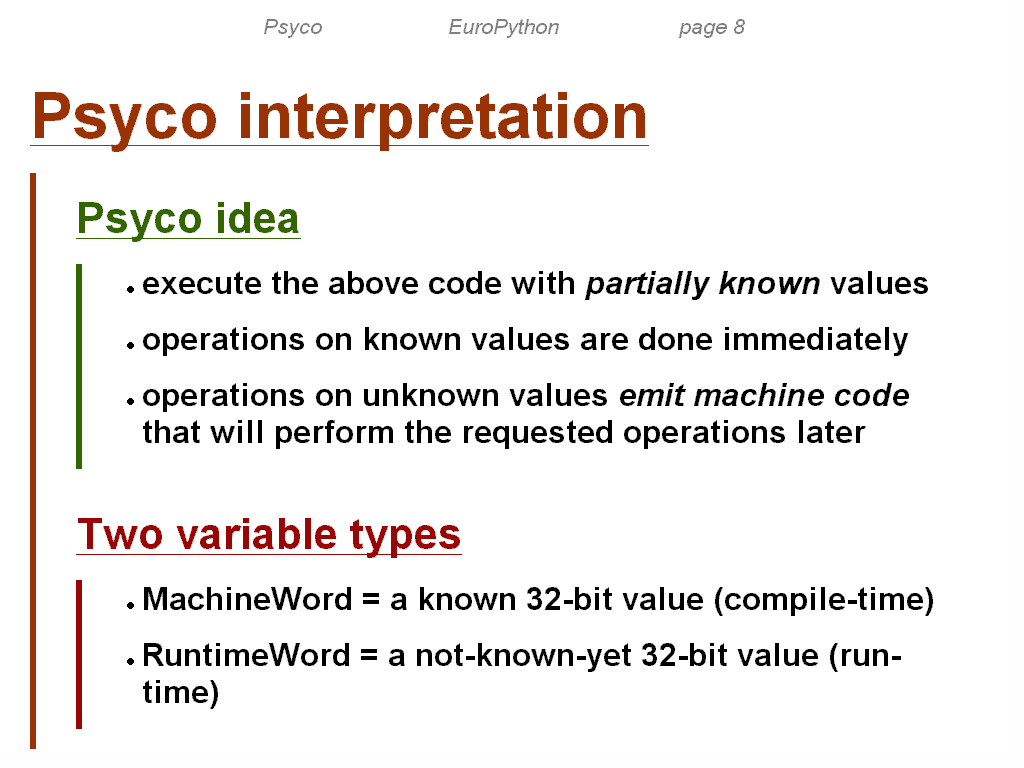 Psyco EuroPython page 8
Psyco interpretation
Psyco idea
execute the above code with partially known values
operations on known values are done immediately
operations on unknown values emit machine code
that will perform the requested operations later
Two variable types
MachineWord = a known 32-bit value (compile-time)
RuntimeWord = a not-known-yet 32-bit value (run-
time)